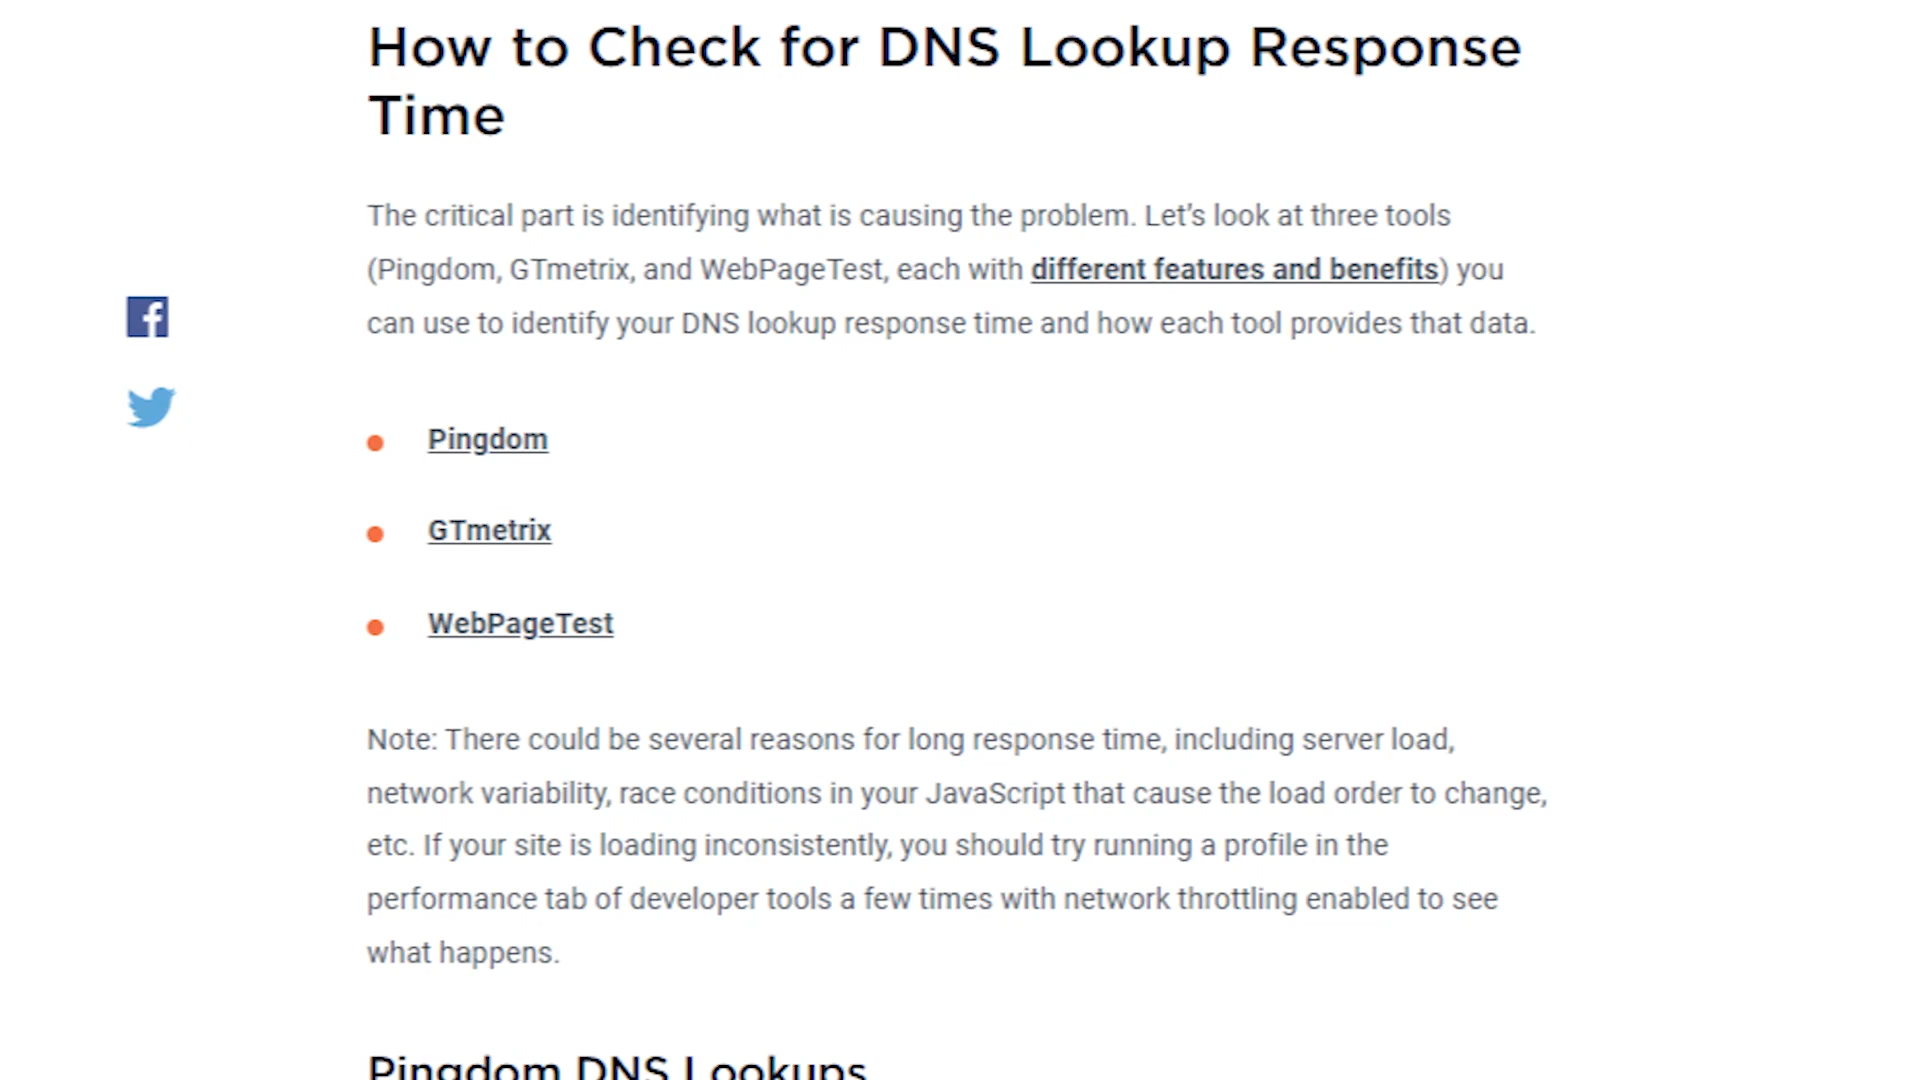 How to Check for DNS Lookup Response
Time
The critical part is identifying what is causing the problem. Let’s look at three tools
(Pingdom, GTmetrix, and WebPageTest, each with different features and benefits) you
can use to identify your DNS lookup response time and how each tool provides that data.
Pingdom
GTmetrix
WebPageTest
Note: There could be several reasons for long response time, including server load,
network variability, race conditions in your JavaScript that cause the load order to change,
etc. If your site is loading inconsistently, you should try running a profile in the
performance tab of developer tools a few times with network throttling enabled to see
what happens.
Pingdom DNS Lookups